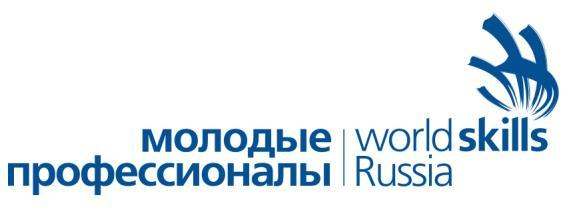 молодые
профессионалы
worldskills
Russia